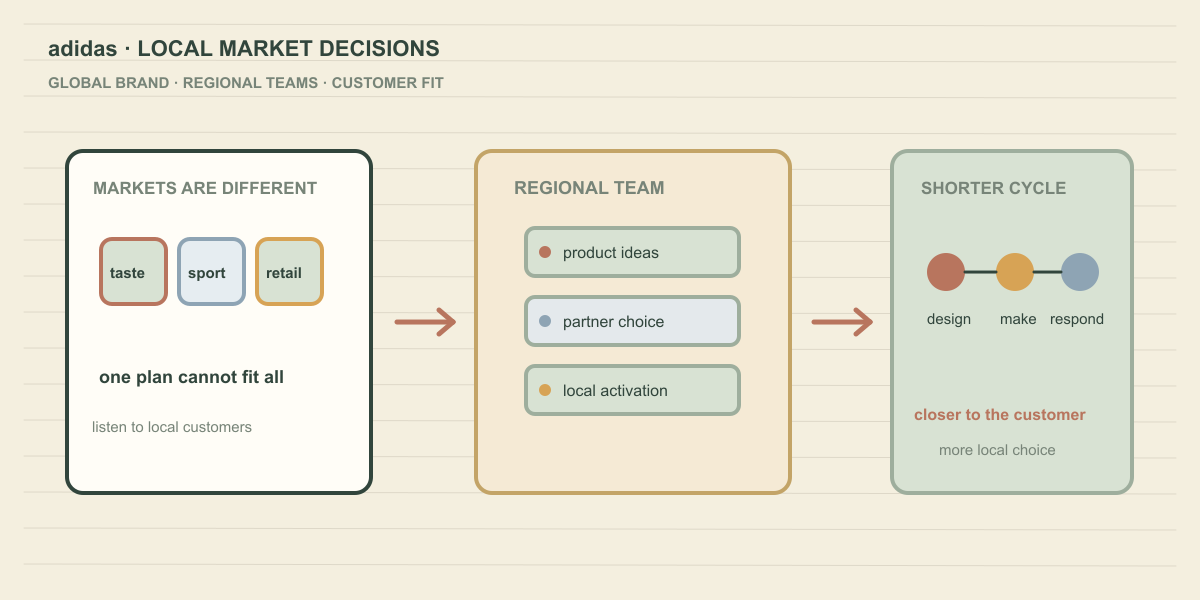 adidas · LOCAL MARKET DECISIONS
GLOBAL BRAND · REGIONAL TEAMS · CUSTOMER FIT
MARKETS ARE DIFFERENT
taste sport retail
one plan cannot fit all
listen to local customers
REGIONAL TEAM
product ideas
partner choice
local activation
SHORTER CYCLE
design make respond
closer to the customer
more local choice